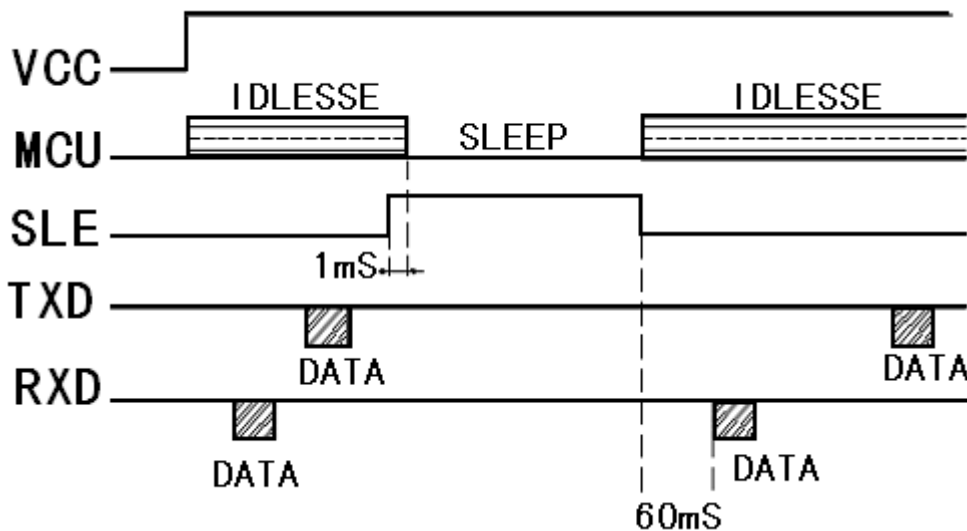 VCC
IDLESSE
IDLESSE
MCU
SLEEP
SLE
1mS
TXD
DATA
DATA
RXD
DATA
DATA
60mS